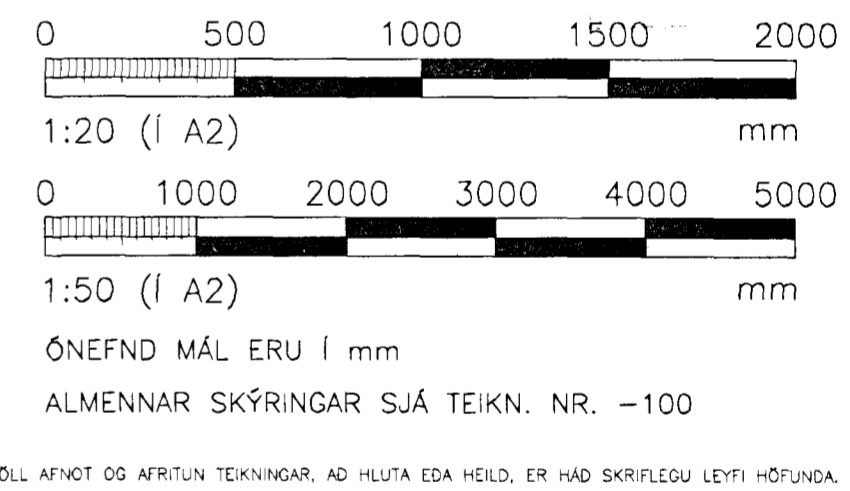 0 500 1000 1500 2000
1:20 (Í A2) mm
0 1000 2000 3000 4000 5000
1:50 (Í A2) mm
ÓNEFND MÁL ERU Í mm
ALMENNAR SKÝRINGAR SJÁ TEIKN. NR. -100
ÖLL AFNOT OG AFRITUN TEIKNINGAR, AÐ HLUTA EÐA HEILD, ER HÁÐ SKRIFLEGU LEYFI HÖFUNDA.